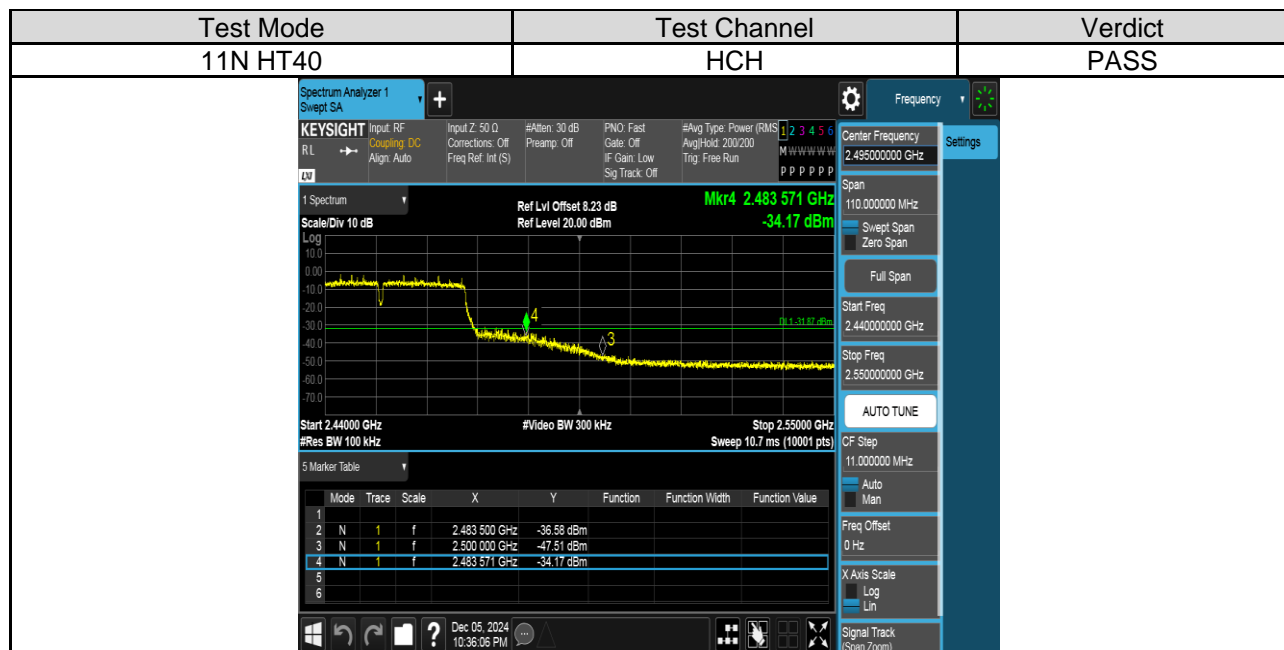 Test Mode Test Channel Verdict
11N HT40 HCH PASS
Spectrum Analyzer 1
Swept SA
+
Frequency
KEYSIGHT
RL
LXI
Input: RF
Coupling: DC
Align: Auto
Input Z: 50 Ω
Corrections: Off
Freq Ref: Int (S)
#Atten: 30 dB
Preamp: Off
PNO: Fast
Gate: Off
IF Gain: Low
Sig Track: Off
#Avg Type: Power (RMS
Avg|Hold: 200/200
Trig: Free Run
1 2 3 4 5 6
M W W W W W
P P P P P P
1 Spectrum
Scale/Div 10 dB
Ref Lvl Offset 8.23 dB
Ref Level 20.00 dBm
Mkr4 2.483 571 GHz
-34.17 dBm
Log
10.0
0.00
-10.0
-20.0
-30.0
-40.0
-50.0
-60.0
-70.0
4
3
DL1 -31.87 dBm
Start 2.44000 GHz #Video BW 300 kHz Stop 2.55000 GHz
#Res BW 100 kHz Sweep 10.7 ms (10001 pts)
5 Marker Table
Mode Trace Scale X Y Function Function Width Function Value
1
2 N 1 f 2.483 500 GHz -36.58 dBm
3 N 1 f 2.500 000 GHz -47.51 dBm
4 N 1 f 2.483 571 GHz -34.17 dBm
5
6
?
Dec 05, 2024
10:36:06 PM
Center Frequency
2.495000000 GHz
Settings
Span
110.000000 MHz
Swept Span
Zero Span
Full Span
Start Freq
2.440000000 GHz
Stop Freq
2.550000000 GHz
AUTO TUNE
CF Step
11.000000 MHz
Auto
Man
Freq Offset
0 Hz
X Axis Scale
Log
Lin
Signal Track
(Span Zoom)